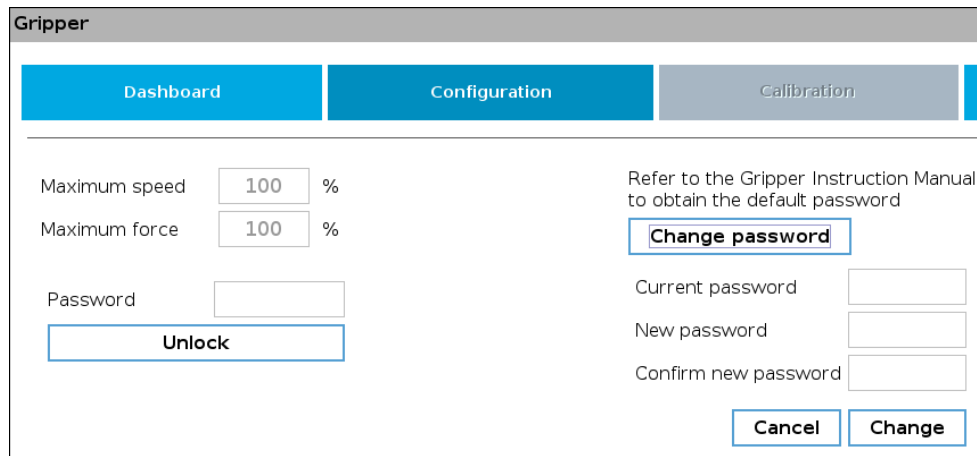 Gripper
Dashboard Configuration Calibration
Maximum speed 100 %
Maximum force 100 %
Password
Unlock
Refer to the Gripper Instruction Manual
to obtain the default password
Change password
Current password
New password
Confirm new password
Cancel Change